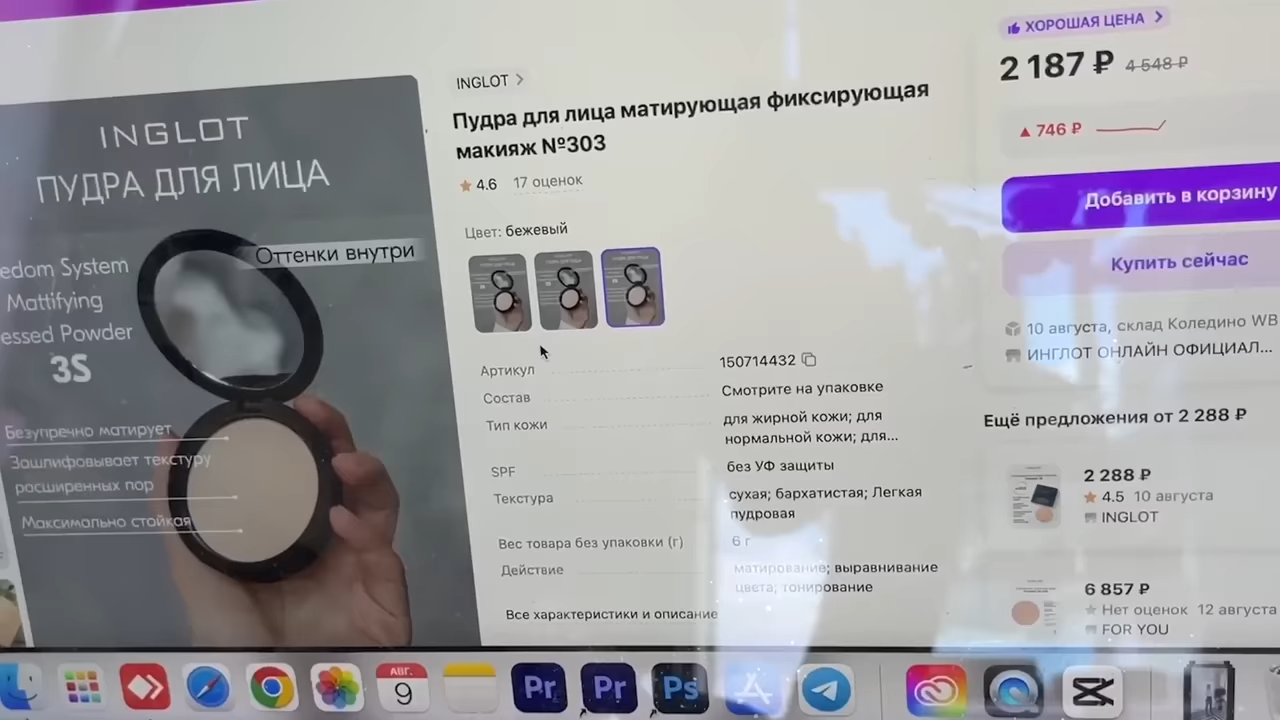 INGLOT
ПУДРА ДЛЯ ЛИЦА
Оттенки внутри
edom System
Mattifying
essed Powder
3S
Безупречно матирует
Зашлифовывает текстуру
расширенных пор
Максимально стойкая
INGLOT
Пудра для лица матирующая фиксирующая
макияж №303
4.6 17 оценок
Цвет: бежевый
Артикул 150714432
Состав Смотрите на упаковке
Тип кожи для жирной кожи; для
нормальной кожи; для...
SPF без УФ защиты
Текстура сухая; бархатистая; Легкая
пудровая
Вес товара без упаковки (г) 6 г
Действие матирование; выравнивание
цвета; тонирование
Все характеристики и описание
ХОРОШАЯ ЦЕНА
2 187 ₽ 4 548 ₽
746 ₽
Добавить в корзину
Купить сейчас
10 августа, склад Коледино WB
ИНГЛОТ ОНЛАЙН ОФИЦИАЛ...
Ещё предложения от 2 288 ₽
2 288 ₽
4.5 10 августа
INGLOT
6 857 ₽
Нет оценок 12 августа
FOR YOU
АВГ.
9
Pr
Pr
Ps